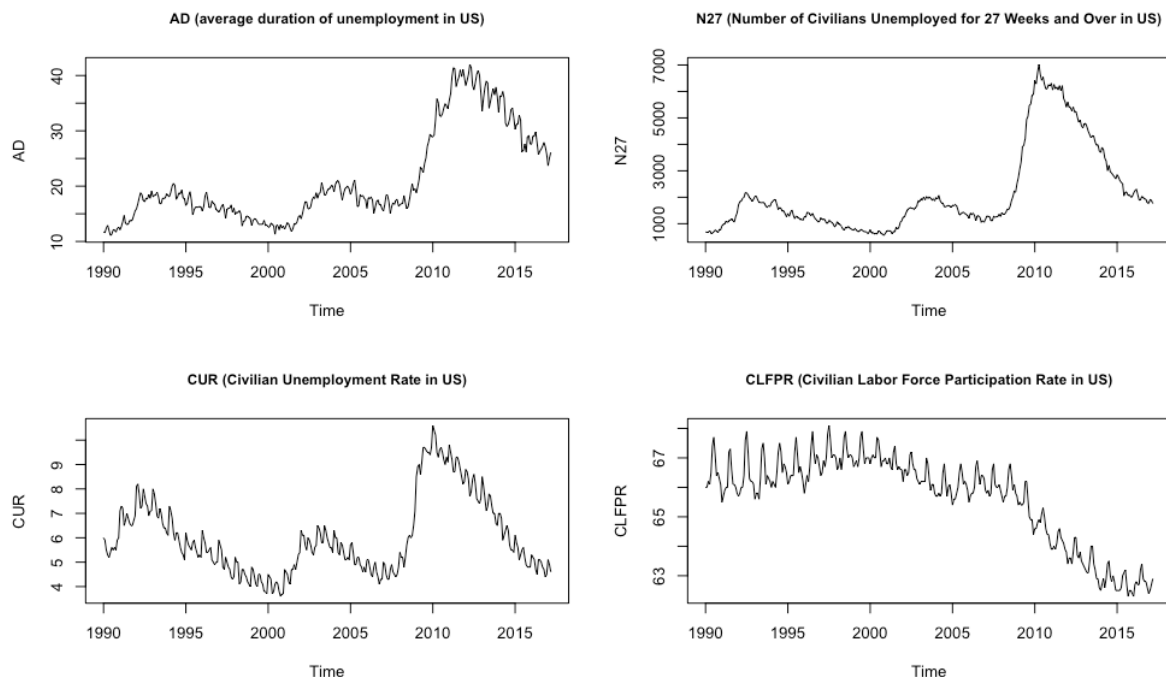 AD (average duration of unemployment in US)
AD
40
30
20
10
1990 1995 2000 2005 2010 2015
Time
N27 (Number of Civilians Unemployed for 27 Weeks and Over in US)
N27
7000
5000
3000
1000
1990 1995 2000 2005 2010 2015
Time
CUR (Civilian Unemployment Rate in US)
CUR
9
8
7
6
5
4
1990 1995 2000 2005 2010 2015
Time
CLFPR (Civilian Labor Force Participation Rate in US)
CLFPR
67
65
63
1990 1995 2000 2005 2010 2015
Time